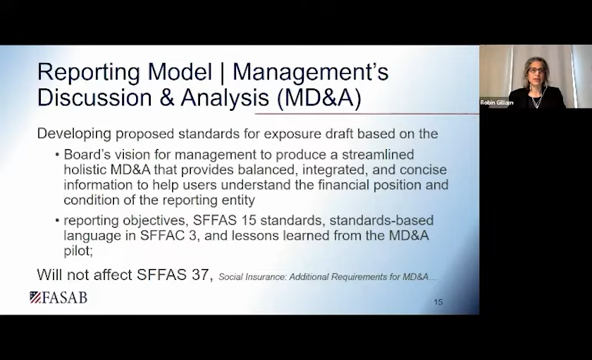 Reporting Model | Management's
Discussion & Analysis (MD&A)
Developing proposed standards for exposure draft based on the
• Board's vision for management to produce a streamlined
holistic MD&A that provides balanced, integrated, and concise
information to help users understand the financial position and
condition of the reporting entity
• reporting objectives, SFFAS 15 standards, standards-based
language in SFFAC 3, and lessons learned from the MD&A
pilot;
Will not affect SFFAS 37, Social Insurance: Additional Requirements for MD&A…
FASAB
15
Robin Gilliam